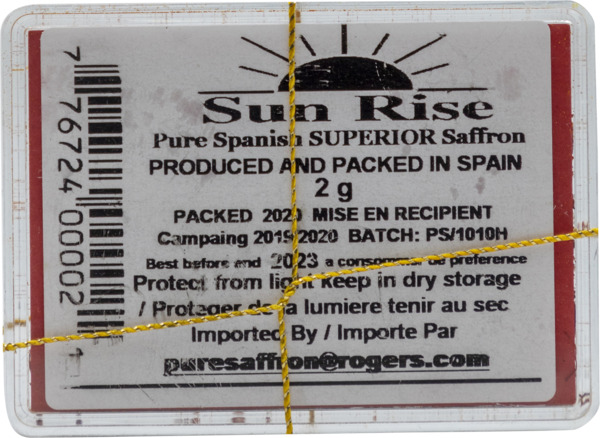 Sun Rise
Pure Spanish SUPERIOR Saffron
PRODUCED AND PACKED IN SPAIN
2 g
PACKED 2020 MISE EN RECIPIENT
Campaing 2019/2020 BATCH: PS/1010H
Best before end 2023 a consommer de preference
Protect from light keep in dry storage
/ Proteger de la lumiere tenir au sec
Imported By / Importe Par
puresaffron@rogers.com
7 76724 00002 1